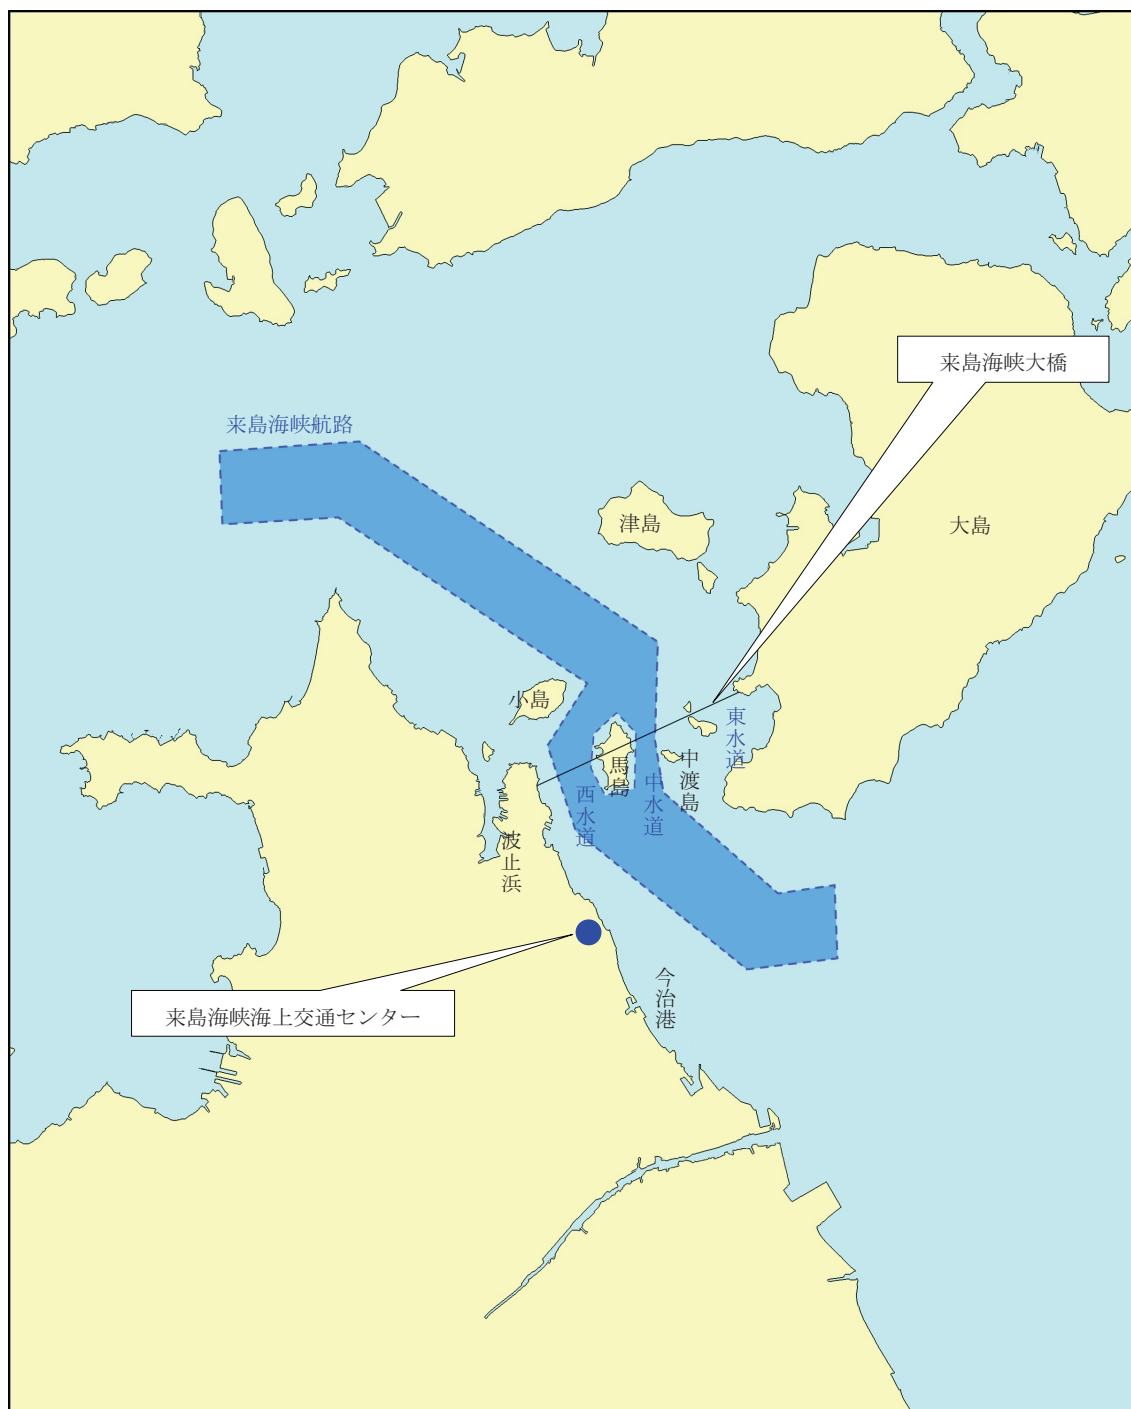 来島海峡大橋
来島海峡航路
津島
大島
小島
東水道
馬島
中渡島
中水道
西水道
波止浜
今治港
来島海峡海上交通センター